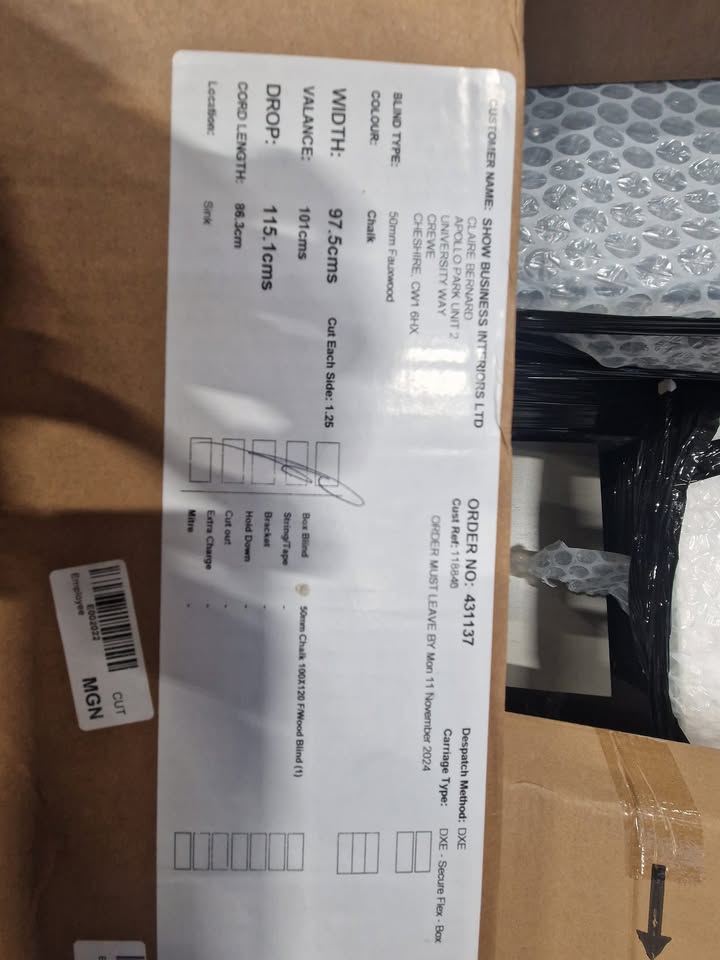 CUSTOMER NAME: SHOW BUSINESS INTERIORS LTD
CLAIRE BERNARD
APOLLO PARK UNIT 2
UNIVERSITY WAY
CREWE
CHESHIRE, CW1 6HX
ORDER NO: 431137
Cust Ref: 118846
ORDER MUST LEAVE BY Mon 11 November 2024
Despatch Method: DXE
Carriage Type: DXE - Secure Flex - Box
BLIND TYPE: 50mm Fauxwood
COLOUR: Chalk
WIDTH: 97.5cms Cut Each Side: 1.25
VALANCE: 101cms
DROP: 115.1cms
CORD LENGTH: 86.3cm
Location: Sink
Box Blind 50mm Chalk 100X120 F/Wood Blind (1)
String/Tape -
Bracket -
Hold Down -
Cut out -
Extra Charge -
Mitre -
CUT
E002022
Employee
MGN